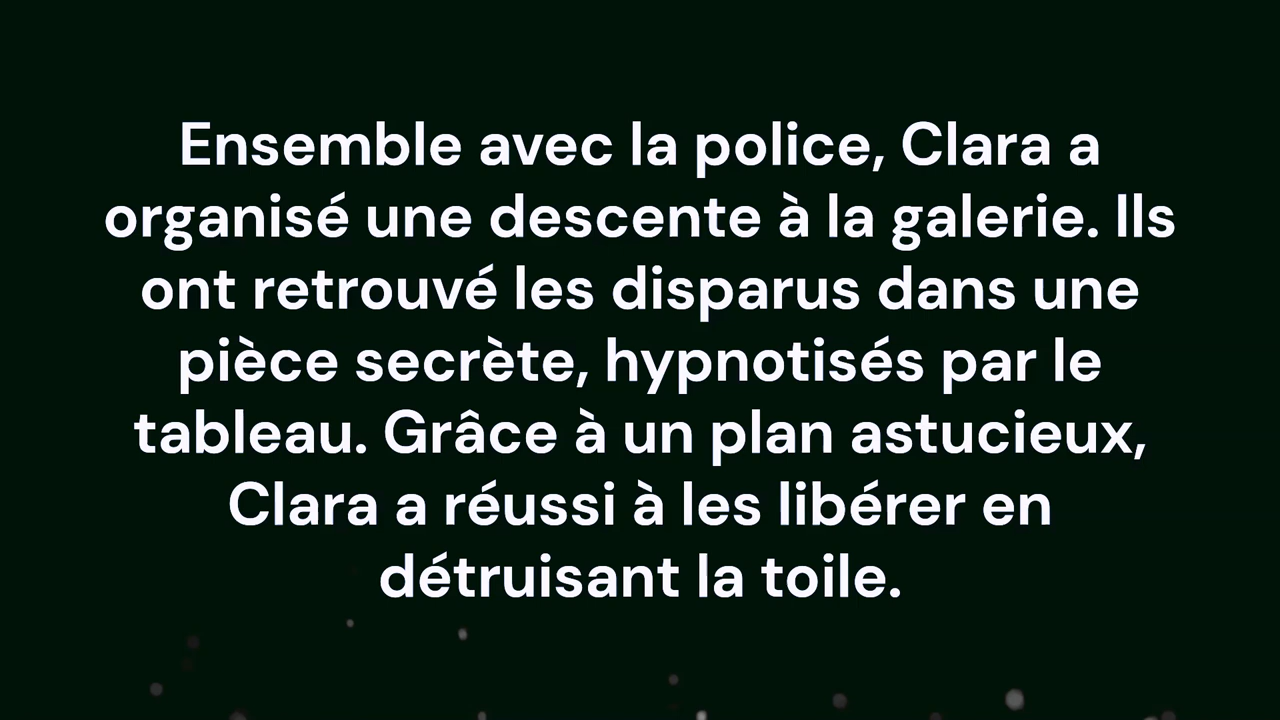 Ensemble avec la police, Clara a
organisé une descente à la galerie. Ils
ont retrouvé les disparus dans une
pièce secrète, hypnotisés par le
tableau. Grâce à un plan astucieux,
Clara a réussi à les libérer en
détruisant la toile.